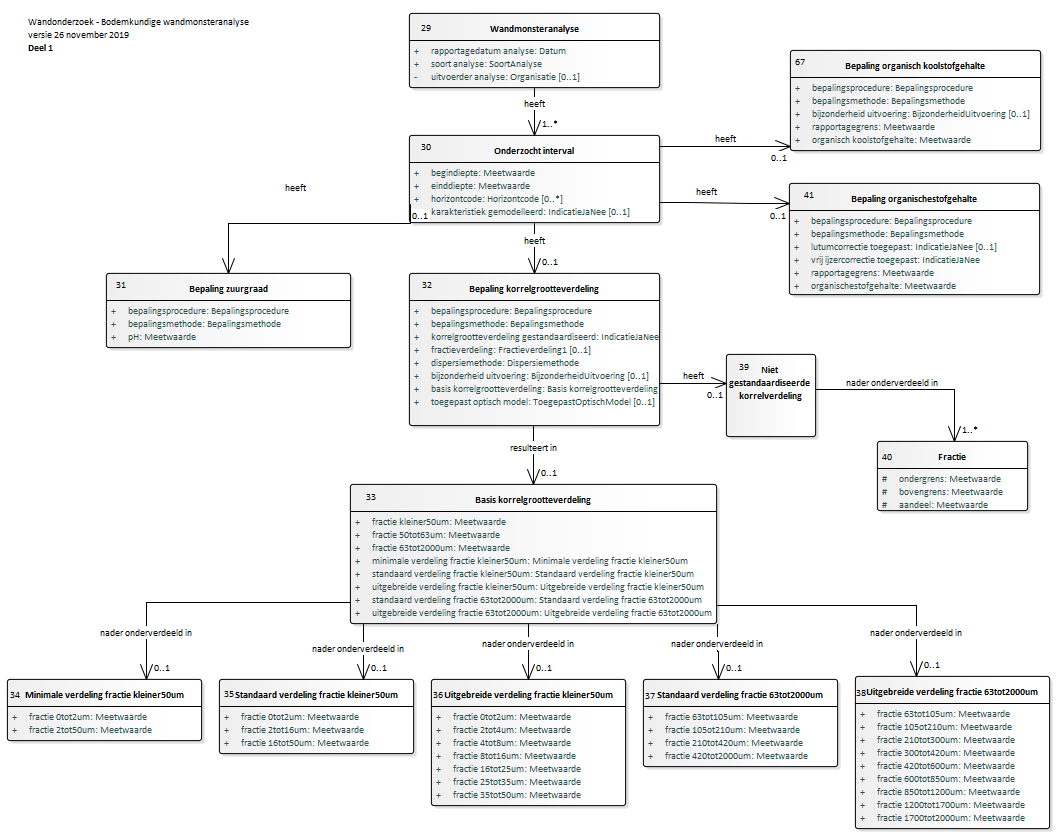 Wandonderzoek - Bodemkundige wandmonsteranalyse
versie 26 november 2019
Deel 1
29 Wandmonsteranalyse
+ rapportagedatum analyse: Datum
+ soort analyse: SoortAnalyse
- uitvoerder analyse: Organisatie [0..1]
heeft
1..*
30 Onderzocht interval
+ begindiepte: Meetwaarde
+ einddiepte: Meetwaarde
+ horizontcode: Horizontcode [0..*]
karakteristiek gemodelleerd: IndicatieJaNee [0..1]
heeft
0..1
67 Bepaling organisch koolstofgehalte
+ bepalingsprocedure: Bepalingsprocedure
+ bepalingsmethode: Bepalingsmethode
+ bijzonderheid uitvoering: BijzonderheidUitvoering [0..1]
+ rapportagegrens: Meetwaarde
+ organisch koolstofgehalte: Meetwaarde
heeft
0..1
41 Bepaling organischestofgehalte
+ bepalingsprocedure: Bepalingsprocedure
+ bepalingsmethode: Bepalingsmethode
+ lutumcorrectie toegepast: IndicatieJaNee [0..1]
+ vrij ijzercorrectie toegepast: IndicatieJaNee
+ rapportagegrens: Meetwaarde
+ organischestofgehalte: Meetwaarde
heeft
0..1
31 Bepaling zuurgraad
+ bepalingsprocedure: Bepalingsprocedure
+ bepalingsmethode: Bepalingsmethode
+ pH: Meetwaarde
heeft
0..1
32 Bepaling korrelgrootteverdeling
+ bepalingsprocedure: Bepalingsprocedure
+ bepalingsmethode: Bepalingsmethode
+ korrelgrootteverdeling gestandaardiseerd: IndicatieJaNee
+ fractieverdeling: Fractieverdeling1 [0..1]
+ dispersiemethode: Dispersiemethode
+ bijzonderheid uitvoering: BijzonderheidUitvoering [0..1]
+ basis korrelgrootteverdeling: Basis korrelgrootteverdeling
+ toegepast optisch model: ToegepastOptischModel [0..1]
heeft
0..1
39 Niet
gestandaardiseerde
korrelverdeling
nader onderverdeeld in
1..*
40 Fractie
# ondergrens: Meetwaarde
# bovengrens: Meetwaarde
# aandeel: Meetwaarde
resulteert in
0..1
33 Basis korrelgrootteverdeling
+ fractie kleiner50um: Meetwaarde
+ fractie 50tot63um: Meetwaarde
+ fractie 63tot2000um: Meetwaarde
+ minimale verdeling fractie kleiner50um: Minimale verdeling fractie kleiner50um
+ standaard verdeling fractie kleiner50um: Standaard verdeling fractie kleiner50um
+ uitgebreide verdeling fractie kleiner50um: Uitgebreide verdeling fractie kleiner50um
+ standaard verdeling fractie 63tot2000um: Standaard verdeling fractie 63tot2000um
+ uitgebreide verdeling fractie 63tot2000um: Uitgebreide verdeling fractie 63tot2000um
nader onderverdeeld in
0..1
34 Minimale verdeling fractie kleiner50um
+ fractie 0tot2um: Meetwaarde
+ fractie 2tot50um: Meetwaarde
nader onderverdeeld in
0..1
35 Standaard verdeling fractie kleiner50um
+ fractie 0tot2um: Meetwaarde
+ fractie 2tot16um: Meetwaarde
+ fractie 16tot50um: Meetwaarde
nader onderverdeeld in
0..1
36 Uitgebreide verdeling fractie kleiner50um
+ fractie 0tot2um: Meetwaarde
+ fractie 2tot4um: Meetwaarde
+ fractie 4tot8um: Meetwaarde
+ fractie 8tot16um: Meetwaarde
+ fractie 16tot25um: Meetwaarde
+ fractie 25tot35um: Meetwaarde
+ fractie 35tot50um: Meetwaarde
nader onderverdeeld in
0..1
37 Standaard verdeling fractie 63tot2000um
+ fractie 63tot105um: Meetwaarde
+ fractie 105ot210um: Meetwaarde
+ fractie 210tot420um: Meetwaarde
+ fractie 420tot2000um: Meetwaarde
nader onderverdeeld in
0..1
38 Uitgebreide verdeling fractie 63tot2000um
+ fractie 63tot105um: Meetwaarde
+ fractie 105ot210um: Meetwaarde
+ fractie 210tot300um: Meetwaarde
+ fractie 300tot420um: Meetwaarde
+ fractie 420tot600um: Meetwaarde
+ fractie 600tot850um: Meetwaarde
+ fractie 850tot1200um: Meetwaarde
+ fractie 1200tot1700um: Meetwaarde
+ fractie 1700tot2000um: Meetwaarde